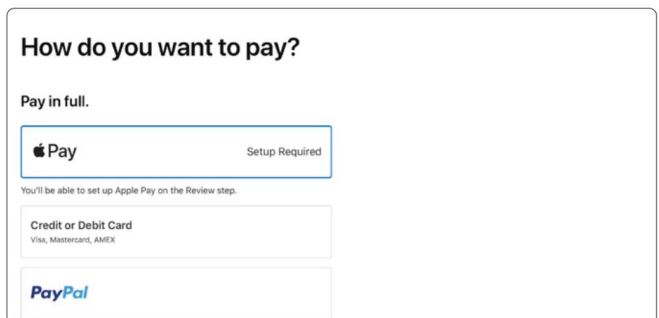 How do you want to pay?
Pay in full.
Pay
Setup Required
You'll be able to set up Apple Pay on the Review step.
Credit or Debit Card
Visa, Mastercard, AMEX
PayPal